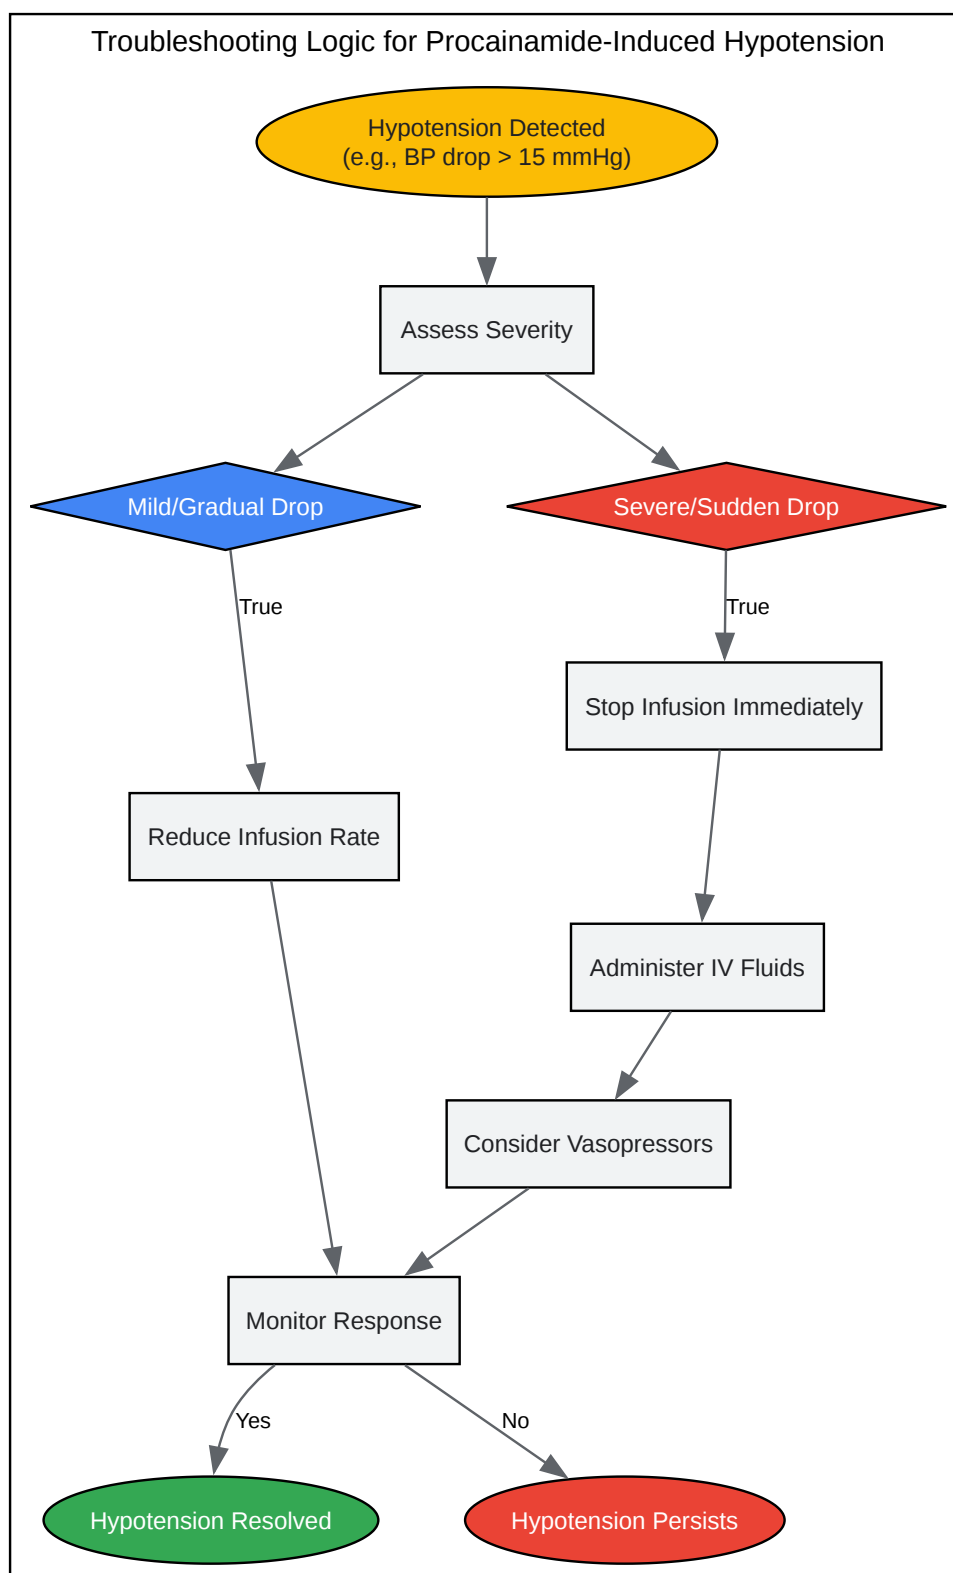 Troubleshooting Logic for Procainamide-Induced Hypotension
Hypotension Detected
(e.g., BP drop > 15 mmHg)
Assess Severity
Mild/Gradual Drop
Severe/Sudden Drop
True
True
Stop Infusion Immediately
Reduce Infusion Rate
Administer IV Fluids
Consider Vasopressors
Monitor Response
Yes
No
Hypotension Resolved
Hypotension Persists